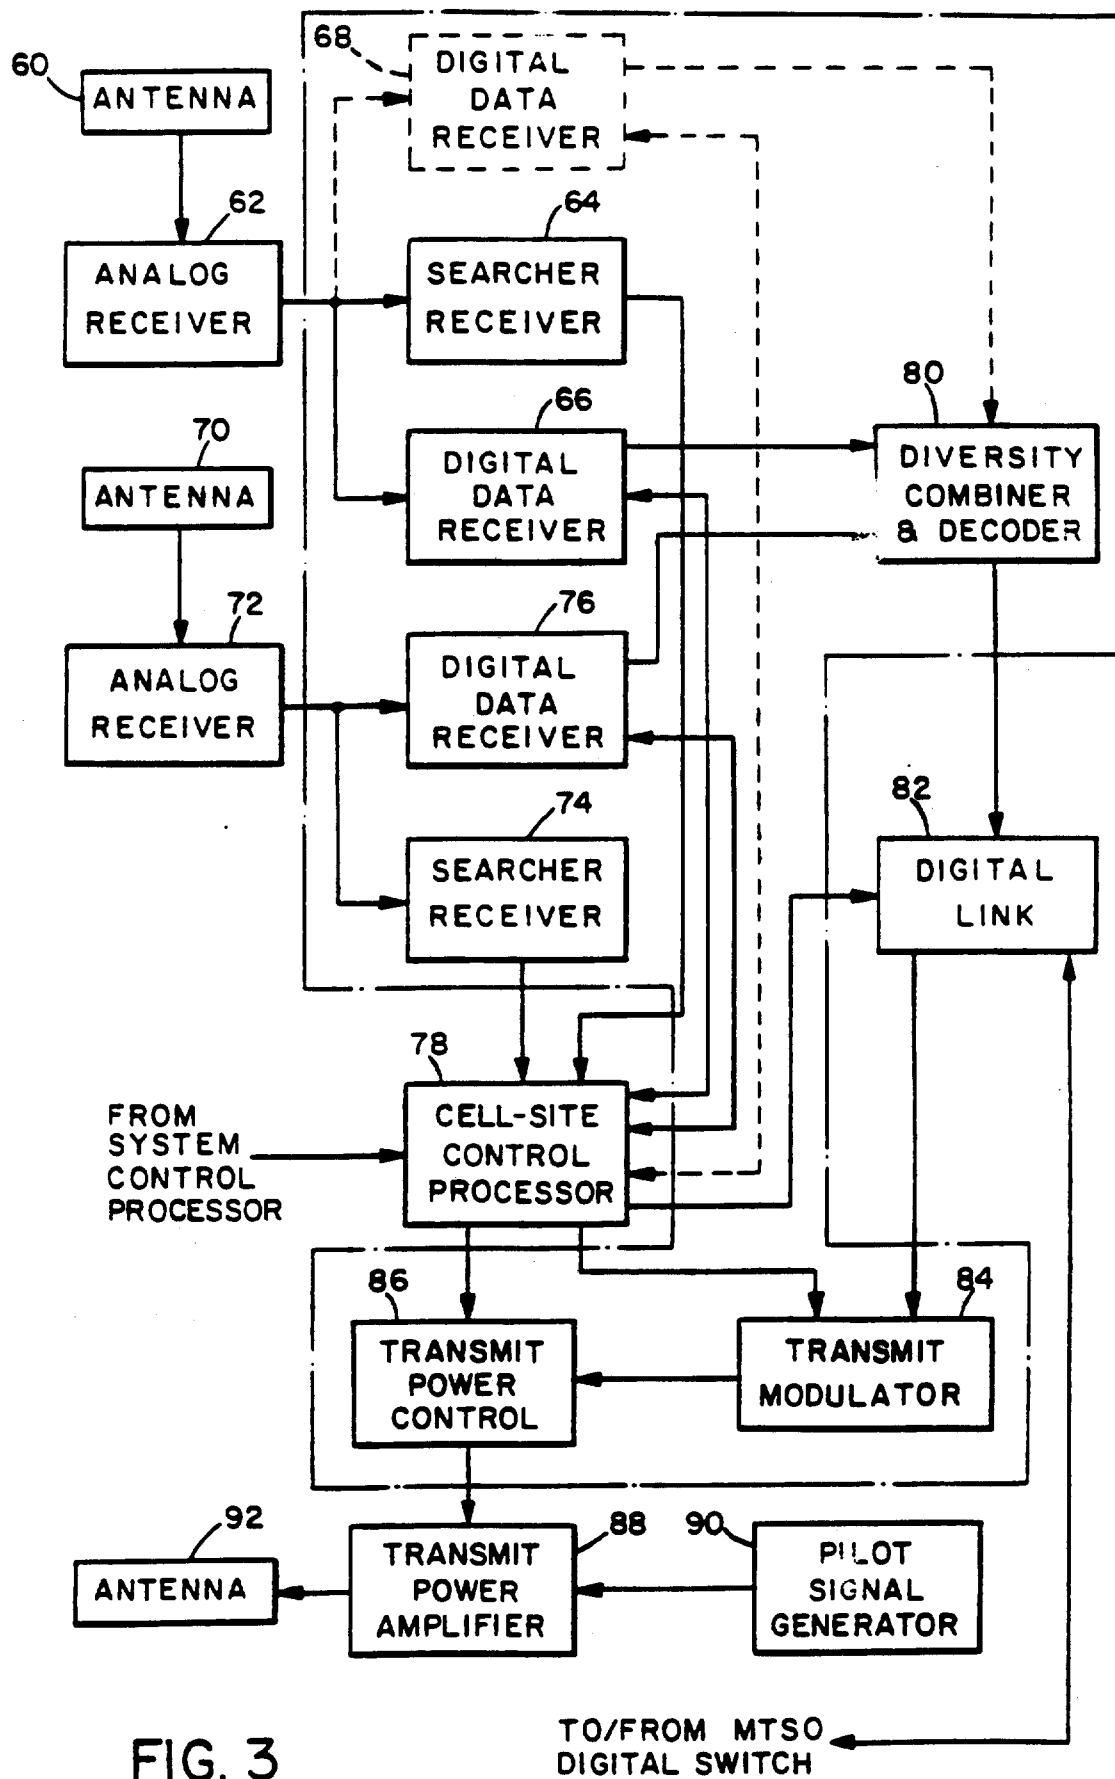 68
DIGITAL
DATA
RECEIVER
60
ANTENNA
62
ANALOG
RECEIVER
64
SEARCHER
RECEIVER
66
DIGITAL
DATA
RECEIVER
80
DIVERSITY
COMBINER
& DECODER
70
ANTENNA
72
ANALOG
RECEIVER
76
DIGITAL
DATA
RECEIVER
74
SEARCHER
RECEIVER
82
DIGITAL
LINK
78
CELL-SITE
CONTROL
PROCESSOR
FROM
SYSTEM
CONTROL
PROCESSOR
86
TRANSMIT
POWER
CONTROL
84
TRANSMIT
MODULATOR
92
ANTENNA
88
TRANSMIT
POWER
AMPLIFIER
90
PILOT
SIGNAL
GENERATOR
TO/FROM MTSO
DIGITAL SWITCH
FIG. 3